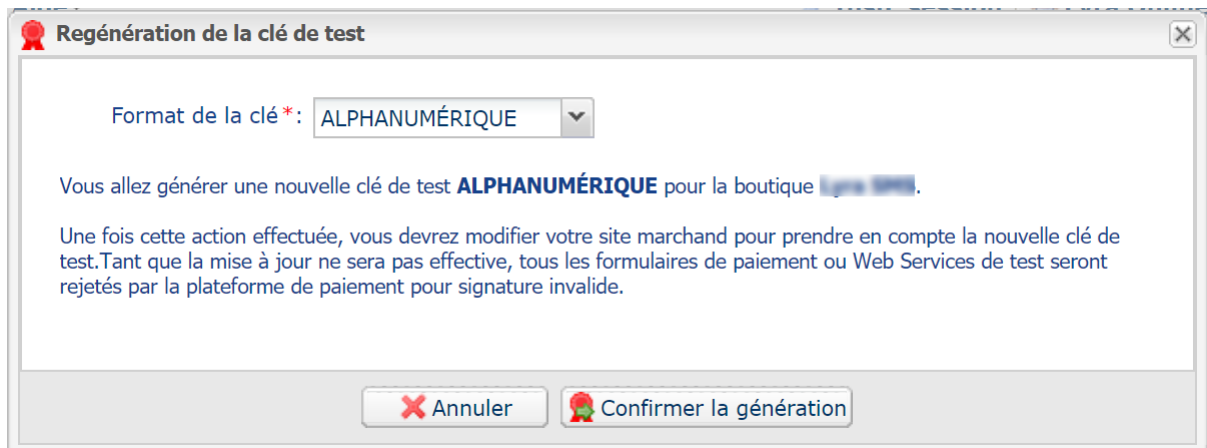 Regénération de la clé de test
Format de la clé*: ALPHANUMÉRIQUE
Vous allez générer une nouvelle clé de test ALPHANUMÉRIQUE pour la boutique
Une fois cette action effectuée, vous devrez modifier votre site marchand pour prendre en compte la nouvelle clé de
test.Tant que la mise à jour ne sera pas effective, tous les formulaires de paiement ou Web Services de test seront
rejetés par la plateforme de paiement pour signature invalide.
Annuler Confirmer la génération